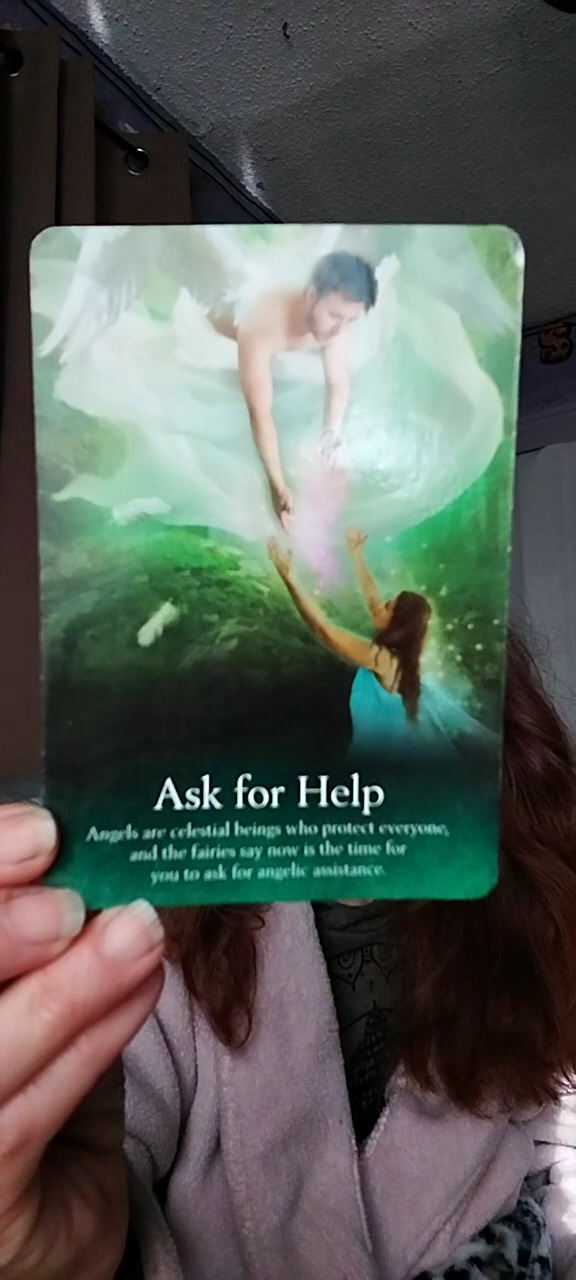 Ask for Help
Angels are celestial beings who protect everyone,
and the fairies say now is the time for
you to ask for angelic assistance.